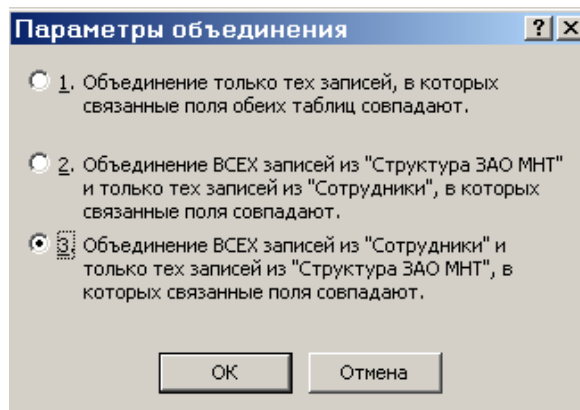 Параметры объединения
1. Объединение только тех записей, в которых
связанные поля обеих таблиц совпадают.
2. Объединение ВСЕХ записей из "Структура ЗАО МНТ"
и только тех записей из "Сотрудники", в которых
связанные поля совпадают.
3. Объединение ВСЕХ записей из "Сотрудники" и
только тех записей из "Структура ЗАО МНТ", в
которых связанные поля совпадают.
ОК Отмена